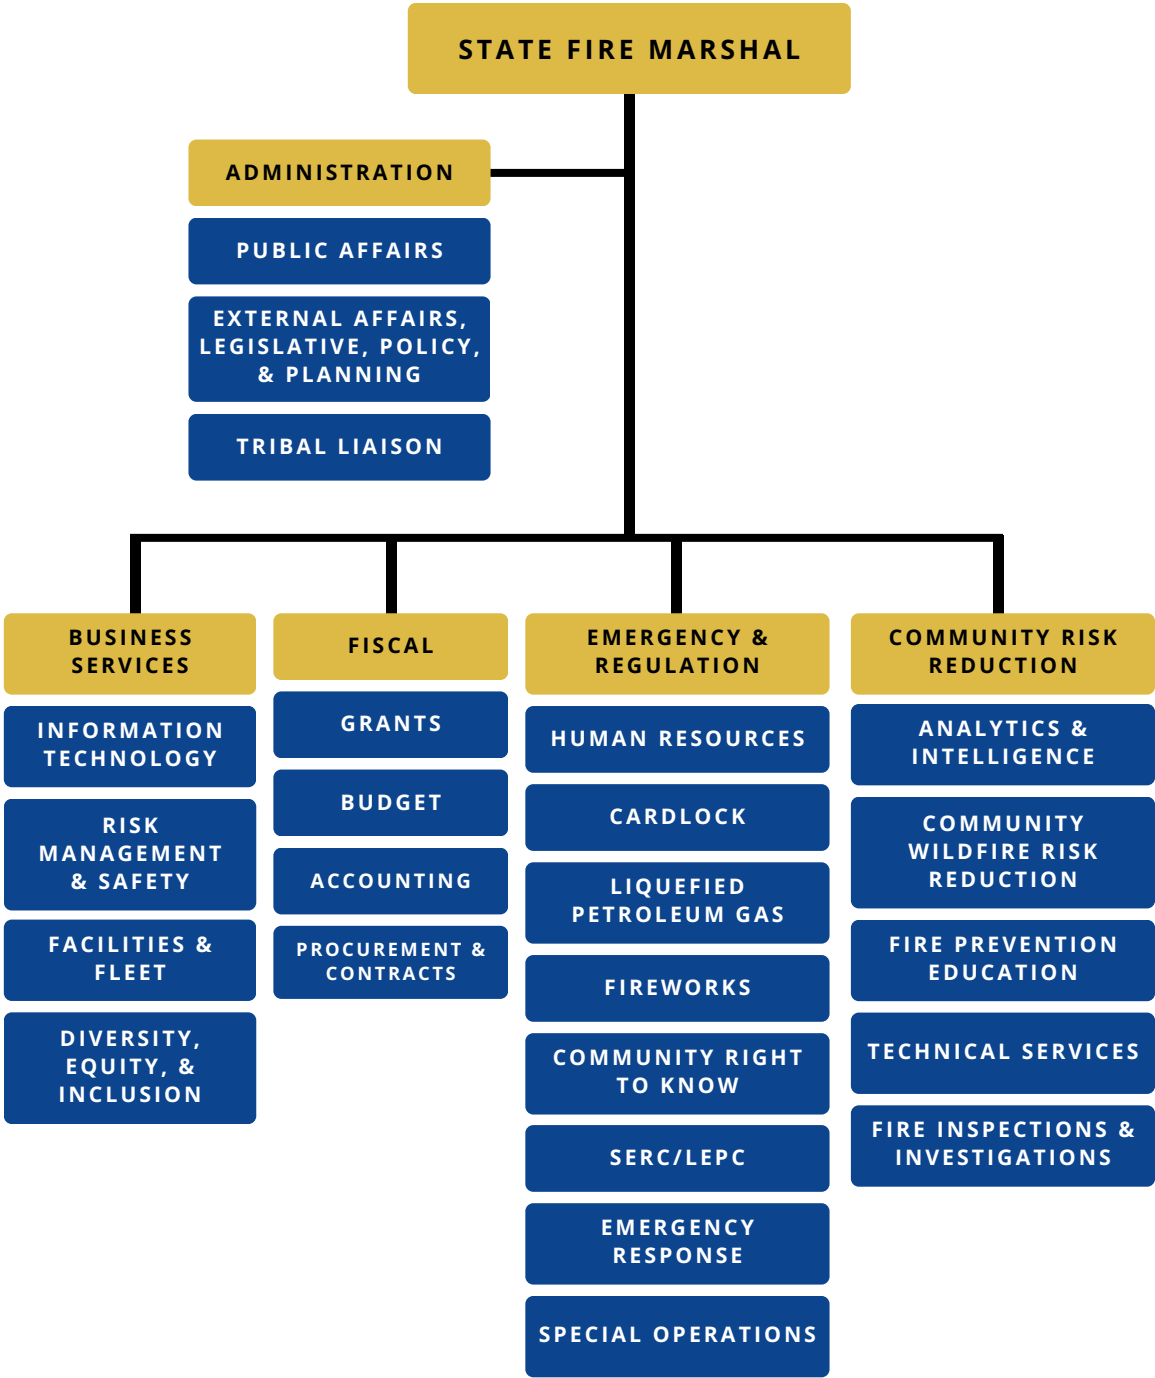 STATE FIRE MARSHAL
ADMINISTRATION
PUBLIC AFFAIRS
EXTERNAL AFFAIRS,
LEGISLATIVE, POLICY,
& PLANNING
TRIBAL LIAISON
BUSINESS
SERVICES
INFORMATION
TECHNOLOGY
RISK
MANAGEMENT
& SAFETY
FACILITIES &
FLEET
DIVERSITY,
EQUITY, &
INCLUSION
FISCAL
GRANTS
BUDGET
ACCOUNTING
PROCUREMENT &
CONTRACTS
EMERGENCY &
REGULATION
HUMAN RESOURCES
CARDLOCK
LIQUEFIED
PETROLEUM GAS
FIREWORKS
COMMUNITY RIGHT
TO KNOW
SERC/LEPC
EMERGENCY
RESPONSE
SPECIAL OPERATIONS
COMMUNITY RISK
REDUCTION
ANALYTICS &
INTELLIGENCE
COMMUNITY
WILDFIRE RISK
REDUCTION
FIRE PREVENTION
EDUCATION
TECHNICAL SERVICES
FIRE INSPECTIONS &
INVESTIGATIONS